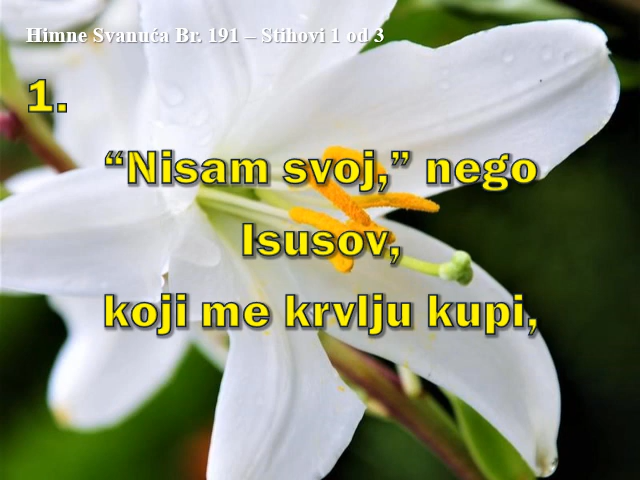 Himne Svanuća Br. 191 – Stihovi 1 od 3
1.
“Nisam svoj,” nego
Isusov,
koji me krvlju kupi,